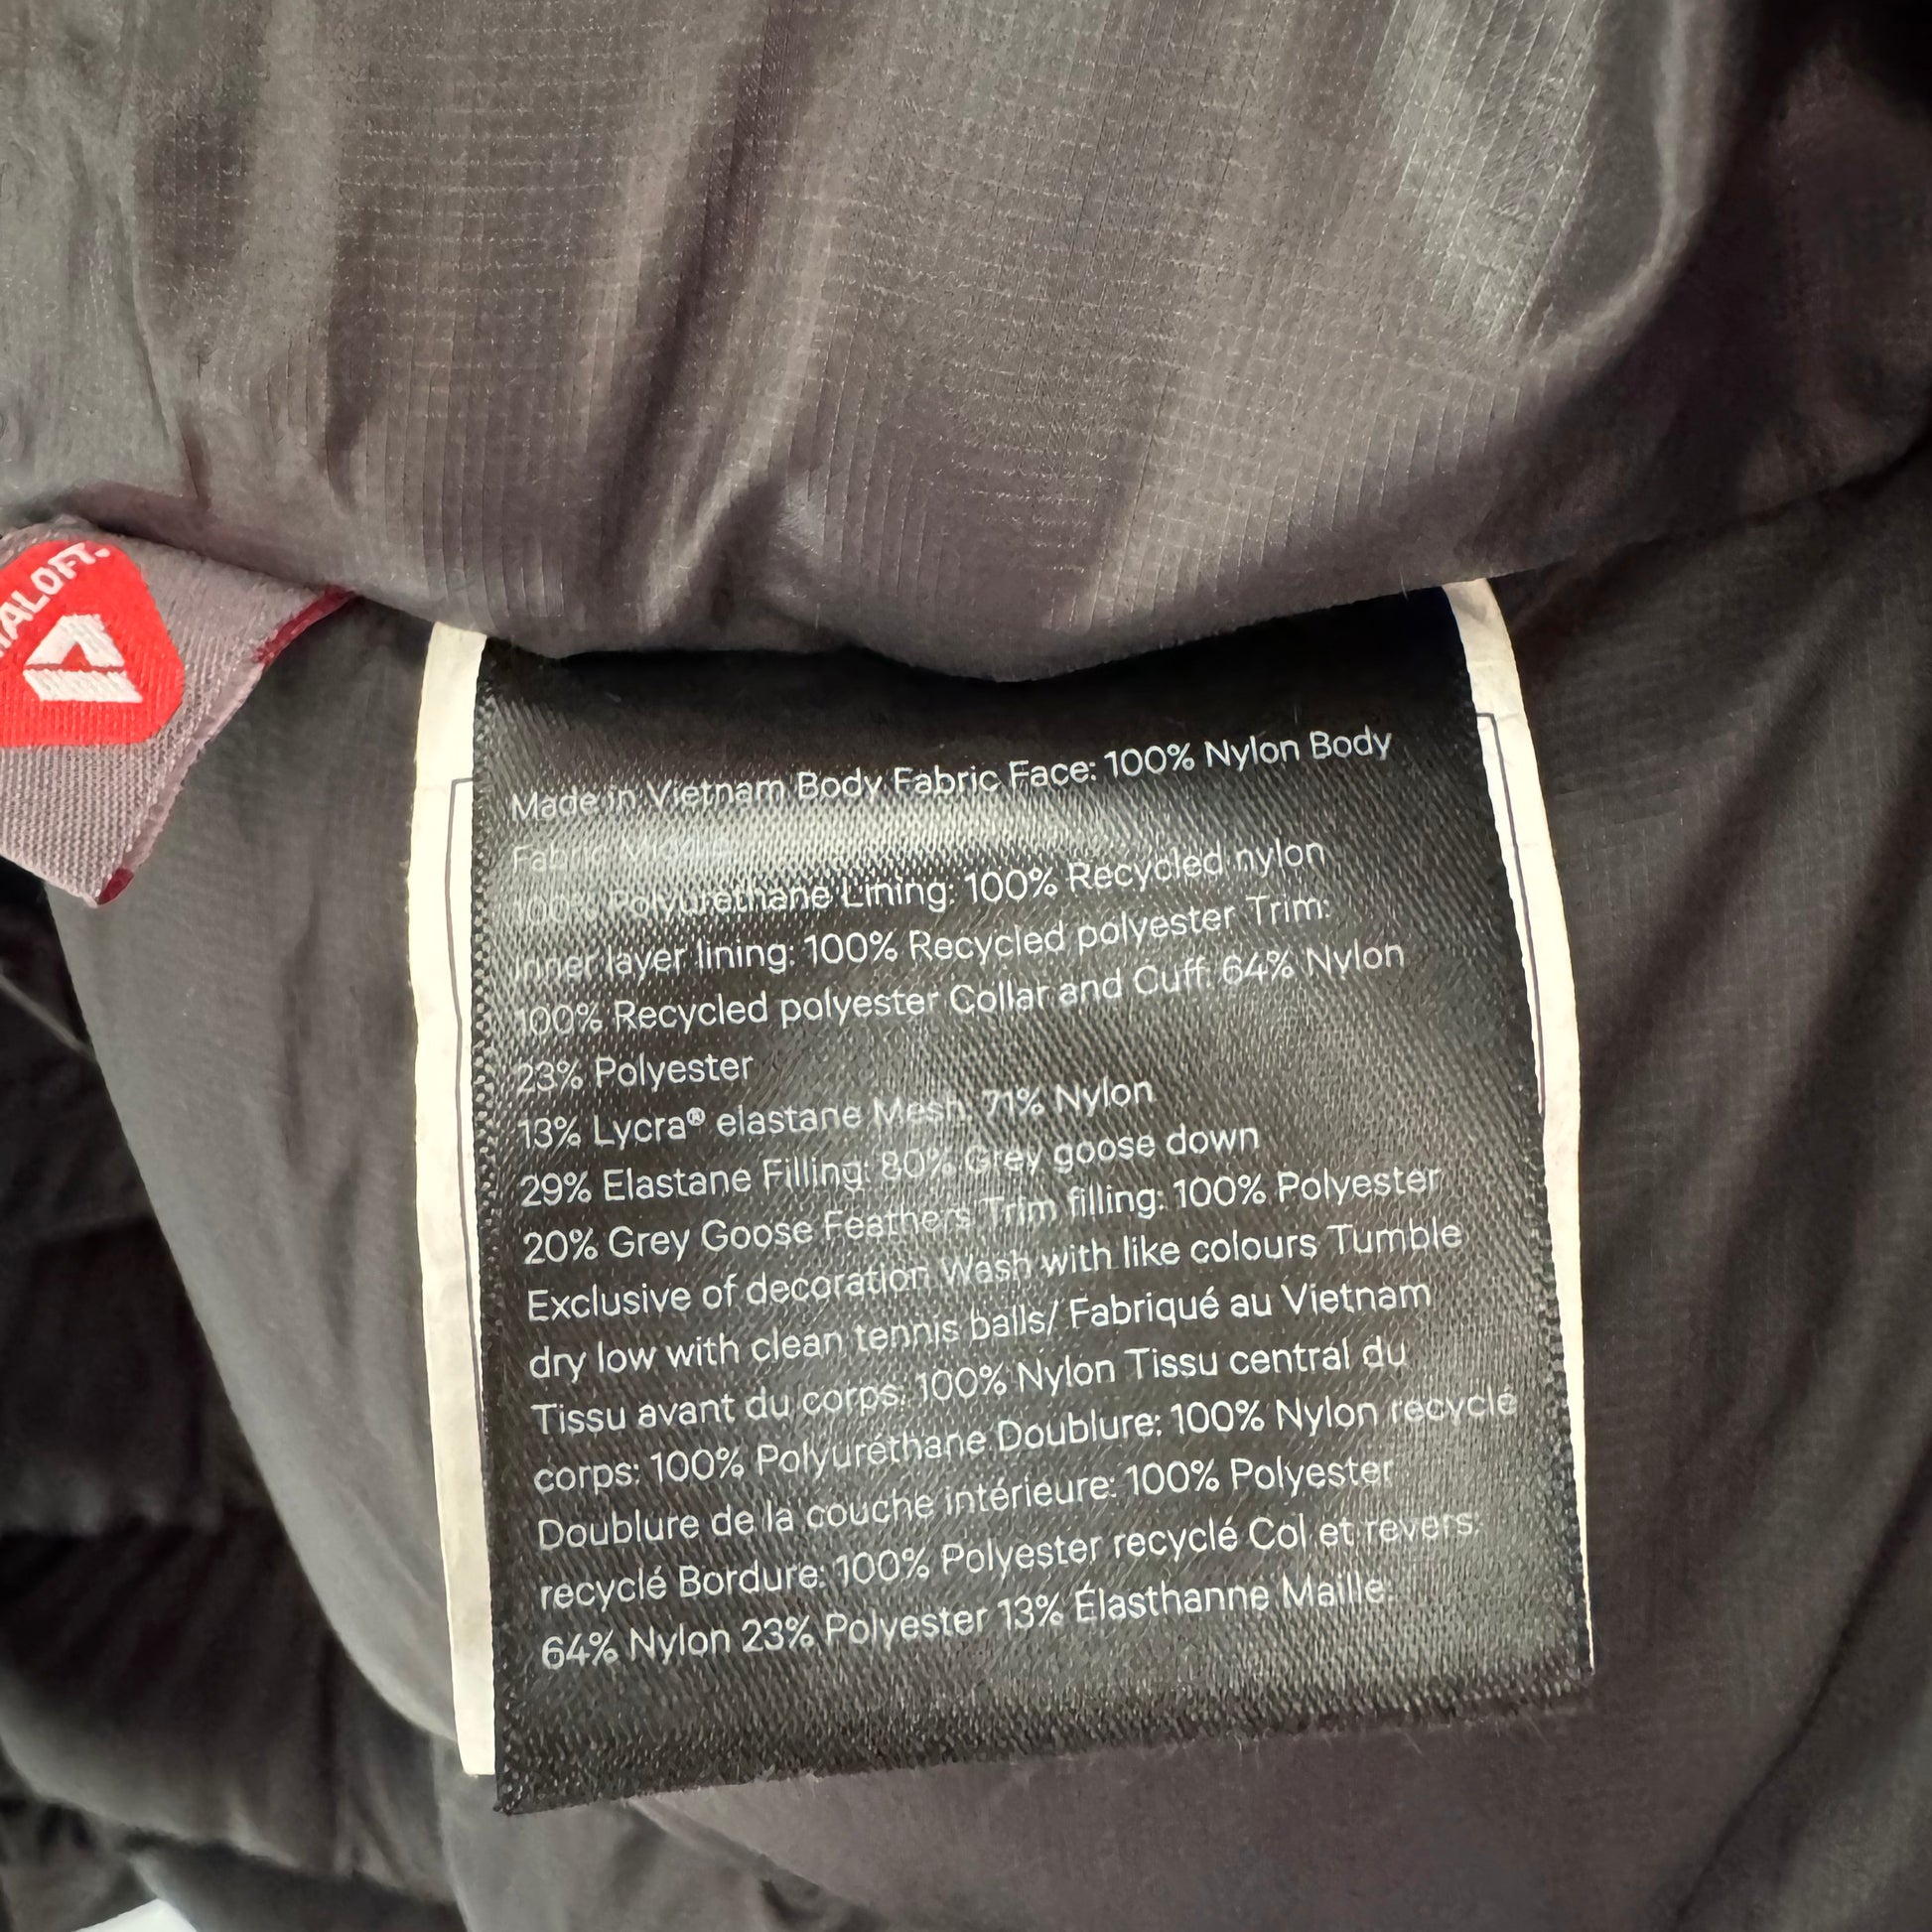 Made in Vietnam Body Fabric Face: 100% Nylon Body
Fabric Middle:
100% Polyurethane Lining: 100% Recycled nylon
Inner layer lining: 100% Recycled polyester Trim:
100% Recycled polyester Collar and Cuff: 64% Nylon
23% Polyester
13% Lycra® elastane Mesh: 71% Nylon
29% Elastane Filling: 80% Grey goose down
20% Grey Goose Feathers Trim filling: 100% Polyester
Exclusive of decoration Wash with like colours Tumble
dry low with clean tennis balls/ Fabriqué au Vietnam
Tissu avant du corps: 100% Nylon Tissu central du
corps: 100% Polyuréthane Doublure: 100% Nylon recyclé
Doublure de la couche intérieure: 100% Polyester
recyclé Bordure: 100% Polyester recyclé Col et revers:
64% Nylon 23% Polyester 13% Élasthanne Maille: